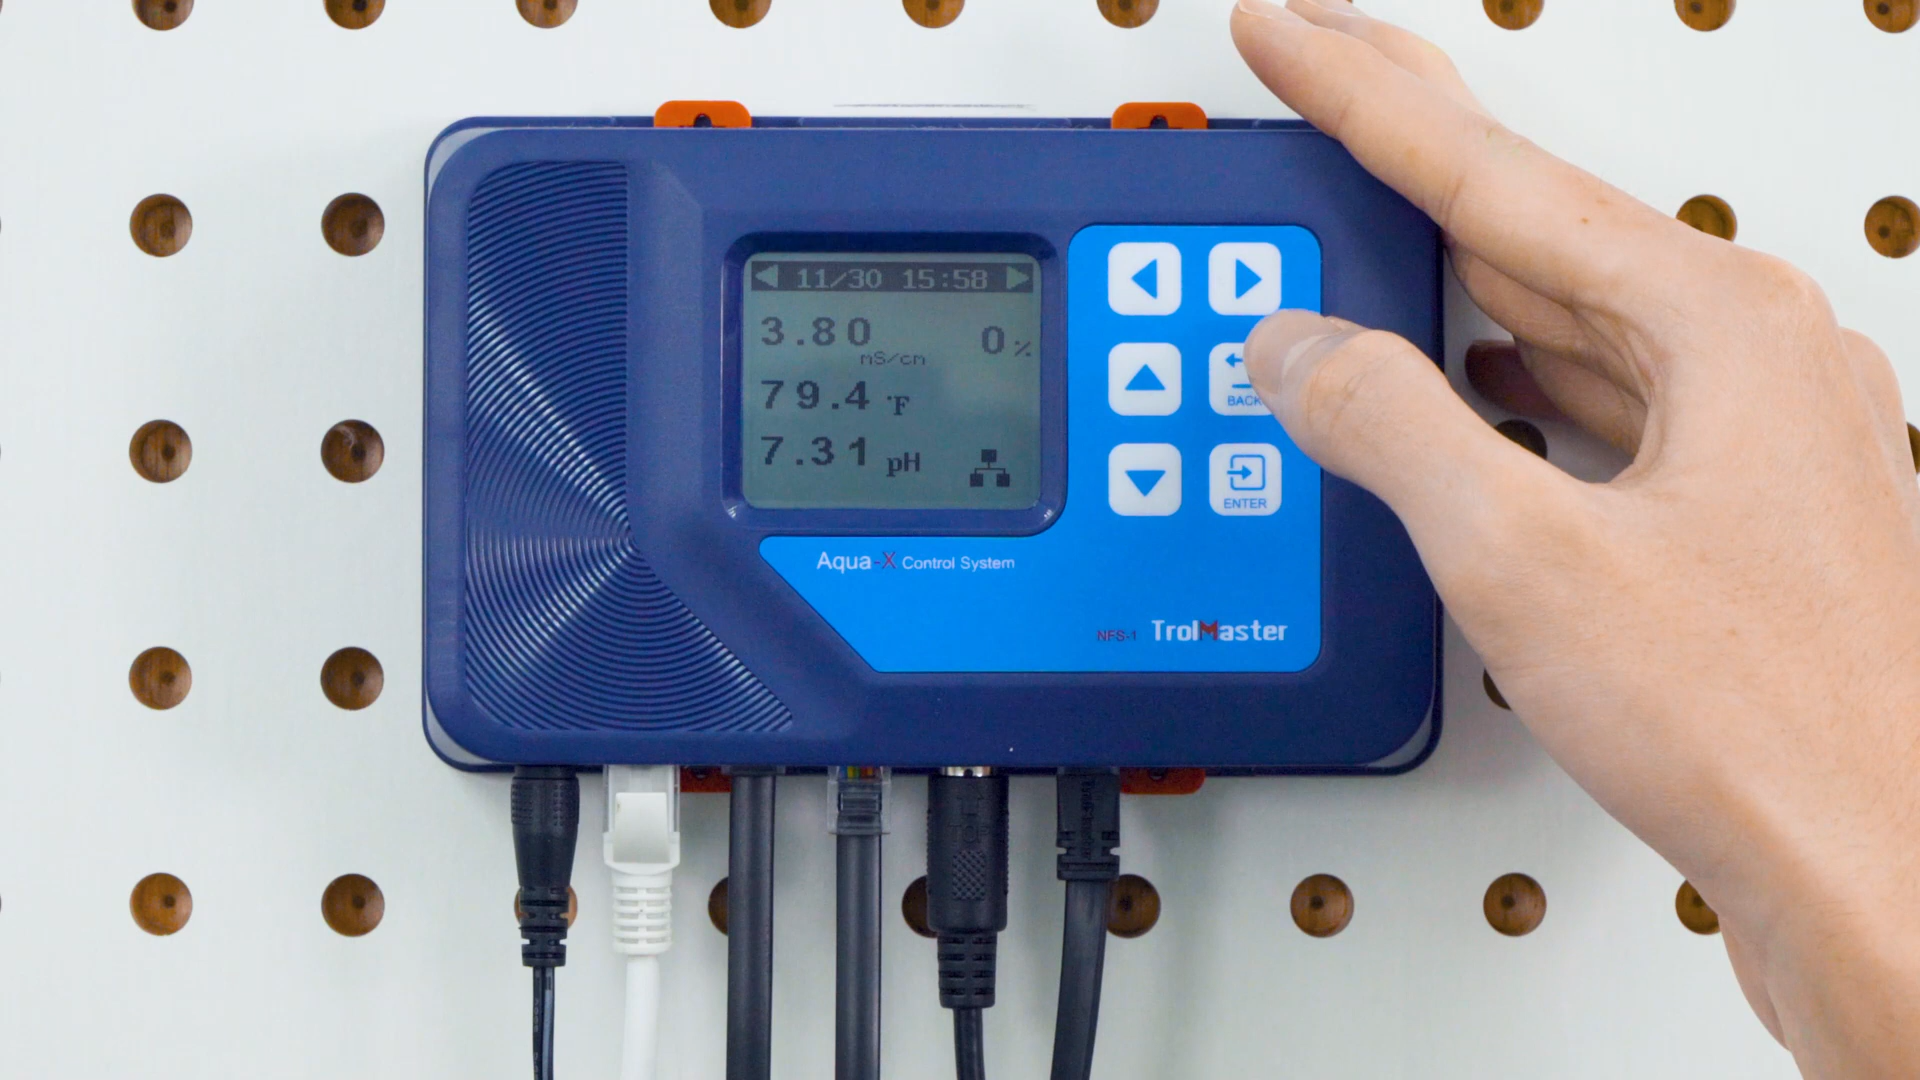 11/30 15:58
3.80 mS/cm 0%
79.4 °F
7.31 pH
BACK
ENTER
Aqua-X Control System
NFS-1 TrolMaster